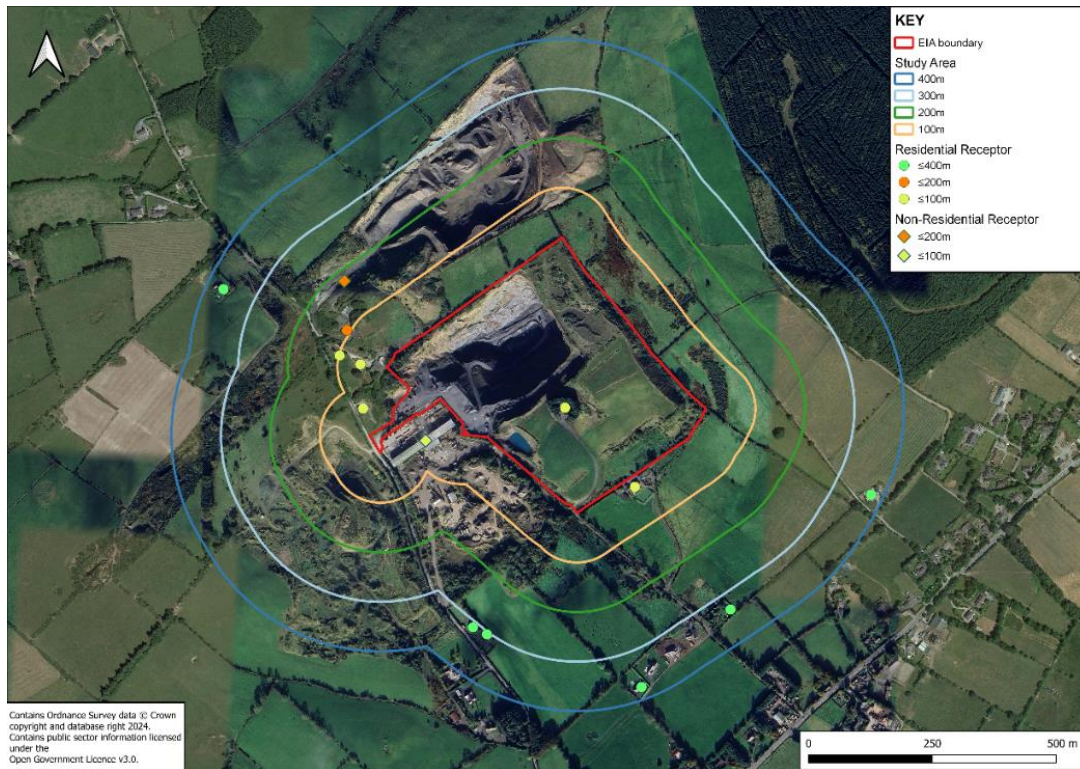 KEY
EIA boundary
Study Area
400m
300m
200m
100m
Residential Receptor
≤400m
≤200m
≤100m
Non-Residential Receptor
≤200m
≤100m
Contains Ordnance Survey data © Crown
copyright and database right 2024.
Contains public sector information licensed
under the
Open Government Licence v3.0.
0 250 500 m